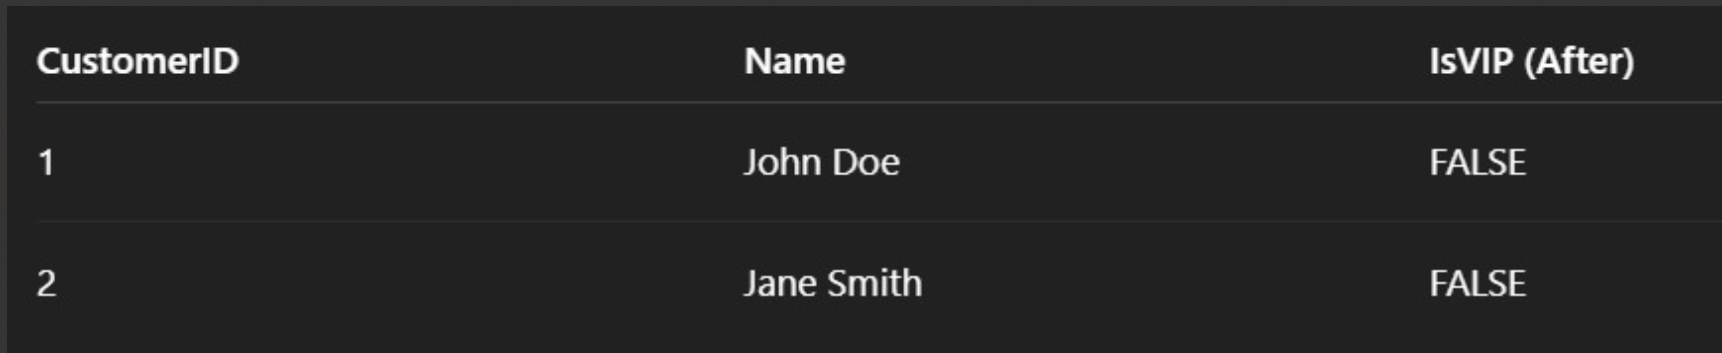 CustomerID Name IsVIP (After)
1 John Doe FALSE
2 Jane Smith FALSE